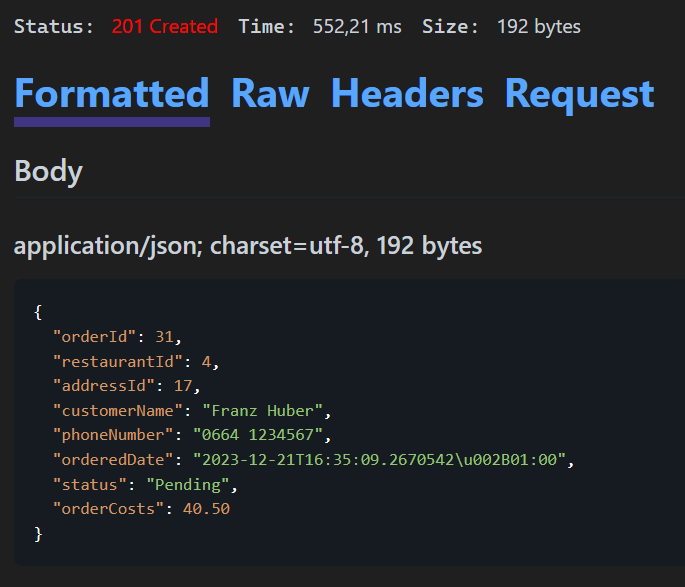 Status: 201 Created Time: 552,21 ms Size: 192 bytes
Formatted Raw Headers Request
Body
application/json; charset=utf-8, 192 bytes
{
  "orderId": 31,
  "restaurantId": 4,
  "addressId": 17,
  "customerName": "Franz Huber",
  "phoneNumber": "0664 1234567",
  "orderedDate": "2023-12-21T16:35:09.2670542\u002B01:00",
  "status": "Pending",
  "orderCosts": 40.50
}